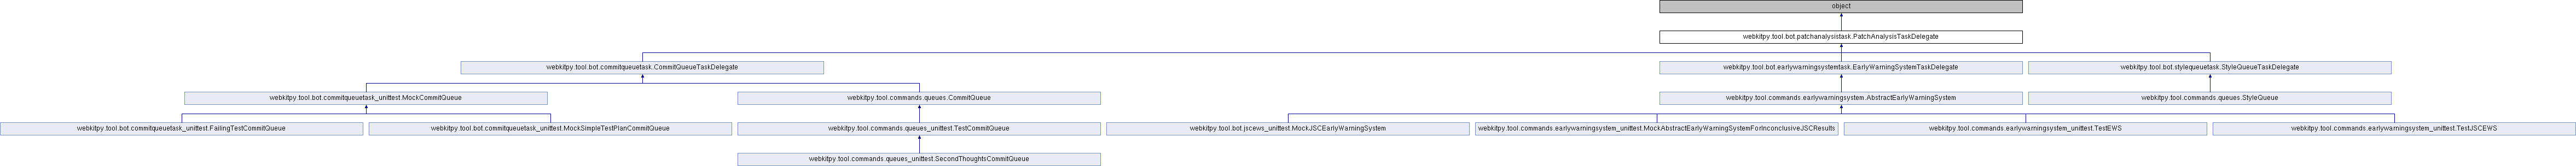 object
webkitpy.tool.bot.patchanalysistask.PatchAnalysisTaskDelegate
webkitpy.tool.bot.commitqueuetask.CommitQueueTaskDelegate
webkitpy.tool.bot.earlywarningsystemtask.EarlyWarningSystemTaskDelegate
webkitpy.tool.bot.stylequeuetask.StyleQueueTaskDelegate
webkitpy.tool.bot.commitqueuetask_unittest.MockCommitQueue
webkitpy.tool.commands.queues.CommitQueue
webkitpy.tool.commands.earlywarningsystem.AbstractEarlyWarningSystem
webkitpy.tool.commands.queues.StyleQueue
webkitpy.tool.bot.commitqueuetask_unittest.FailingTestCommitQueue
webkitpy.tool.bot.commitqueuetask_unittest.MockSimpleTestPlanCommitQueue
webkitpy.tool.commands.queues_unittest.TestCommitQueue
webkitpy.tool.bot.jscews_unittest.MockJSCEarlyWarningSystem
webkitpy.tool.commands.earlywarningsystem_unittest.MockAbstractEarlyWarningSystemForInconclusiveJSCResults
webkitpy.tool.commands.earlywarningsystem_unittest.TestEWS
webkitpy.tool.commands.earlywarningsystem_unittest.TestJSCEWS
webkitpy.tool.commands.queues_unittest.SecondThoughtsCommitQueue